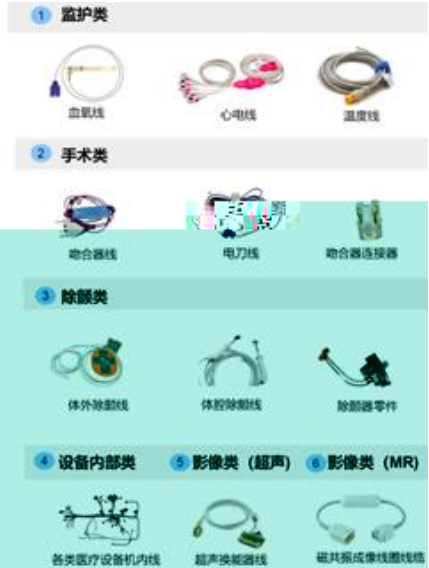 1 监护类
血氧线 心电线 温度线
2 手术类
吻合器线 电刀线 吻合器连接器
3 除颤类
体外除颤线 体腔除颤线 除颤器零件
4 设备内部类 5 影像类（超声） 6 影像类（MR）
各类医疗设备机内线 超声换能器线 磁共振成像线圈线缆